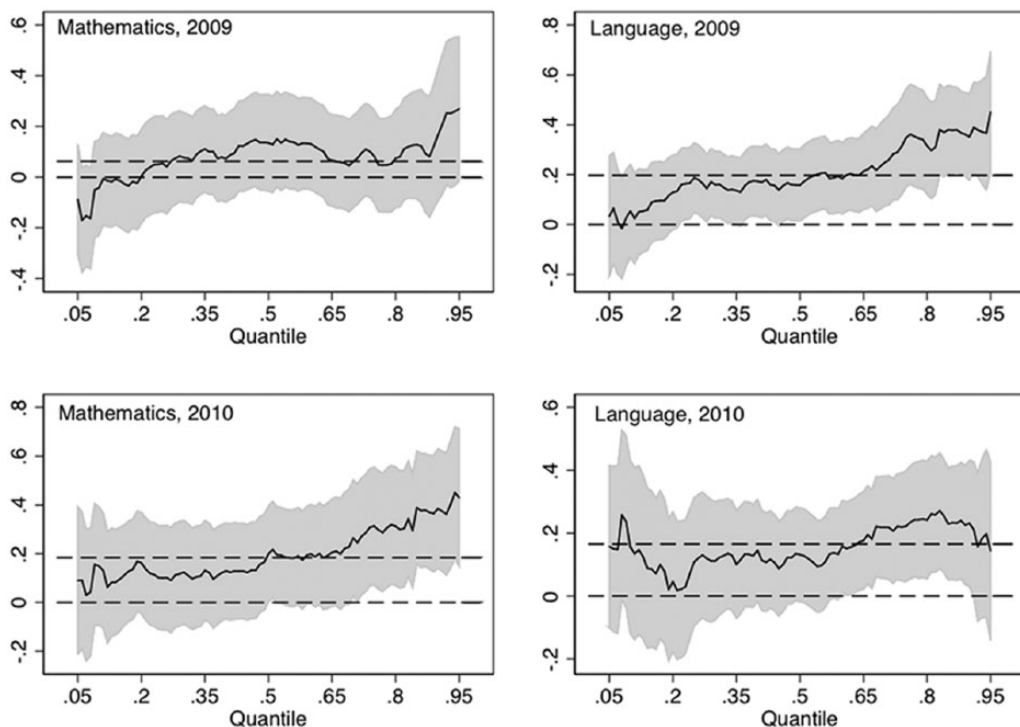 Mathematics, 2009
.6
.4
.2
0
-.2
-.4
.05 .2 .35 .5 .65 .8 .95
Quantile
Language, 2009
.8
.6
.4
.2
0
-.2
.05 .2 .35 .5 .65 .8 .95
Quantile
Mathematics, 2010
.8
.6
.4
.2
0
-.2
.05 .2 .35 .5 .65 .8 .95
Quantile
Language, 2010
.6
.4
.2
0
-.2
.05 .2 .35 .5 .65 .8 .95
Quantile